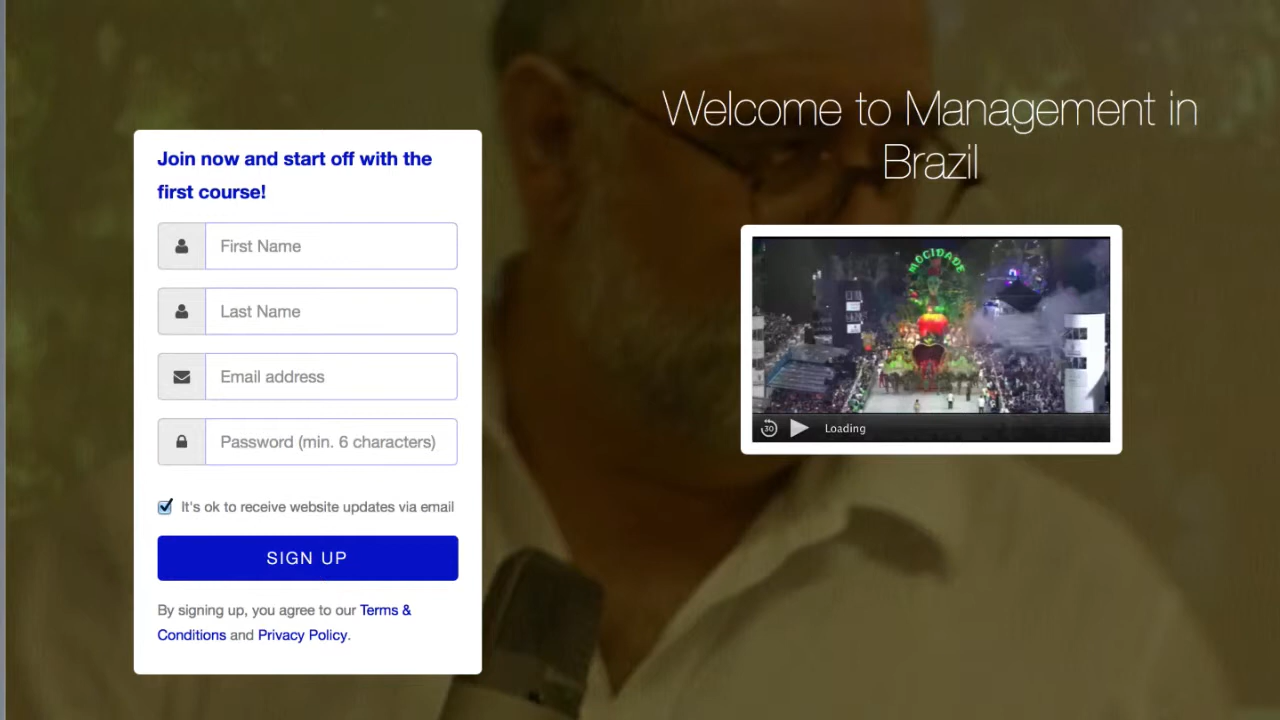 Welcome to Management in
Brazil
Join now and start off with the
first course!
First Name
Last Name
Email address
Password (min. 6 characters)
It's ok to receive website updates via email
SIGN UP
By signing up, you agree to our Terms &
Conditions and Privacy Policy.
MOCIDADE
30
Loading